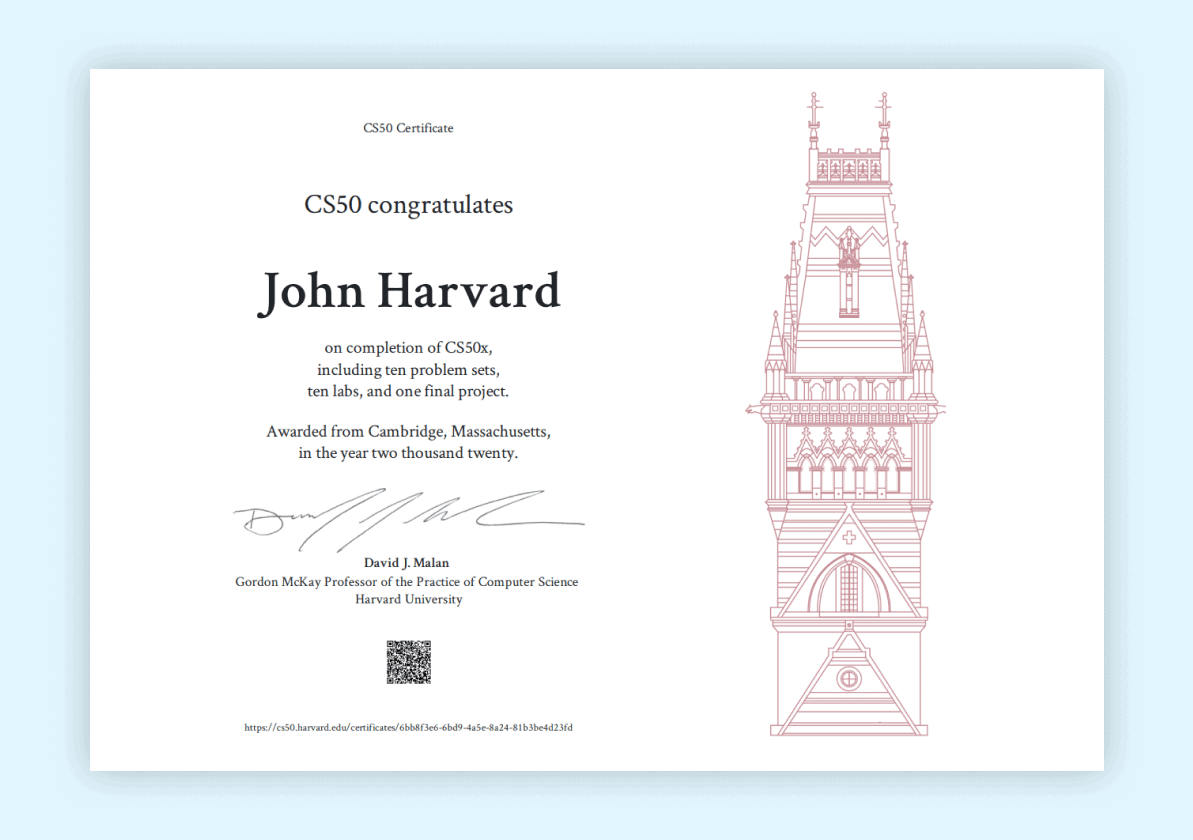 CS50 Certificate
CS50 congratulates
John Harvard
on completion of CS50x,
including ten problem sets,
ten labs, and one final project.
Awarded from Cambridge, Massachusetts,
in the year two thousand twenty.
David J. Malan
Gordon McKay Professor of the Practice of Computer Science
Harvard University
https://cs50.harvard.edu/certificates/6bb8f3e6-6bd9-4a5e-8a24-81b3be4d23fd